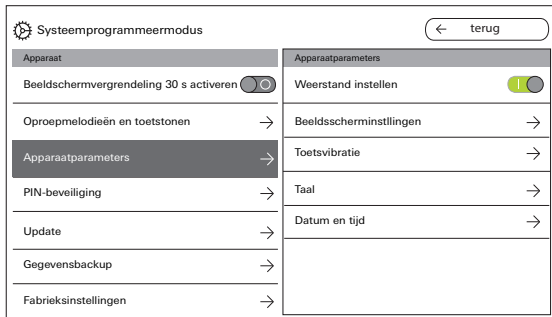 Systeemprogrammeermodus
← terug
Apparaat
Beeldschermvergrendeling 30 s activeren
Oproepmelodieën en toetstonen →
Apparaatparameters →
PIN-beveiliging →
Update →
Gegevensbackup →
Fabrieksinstellingen →
Apparaatparameters
Weerstand instellen
Beeldsscherminstllingen →
Toetsvibratie →
Taal →
Datum en tijd →